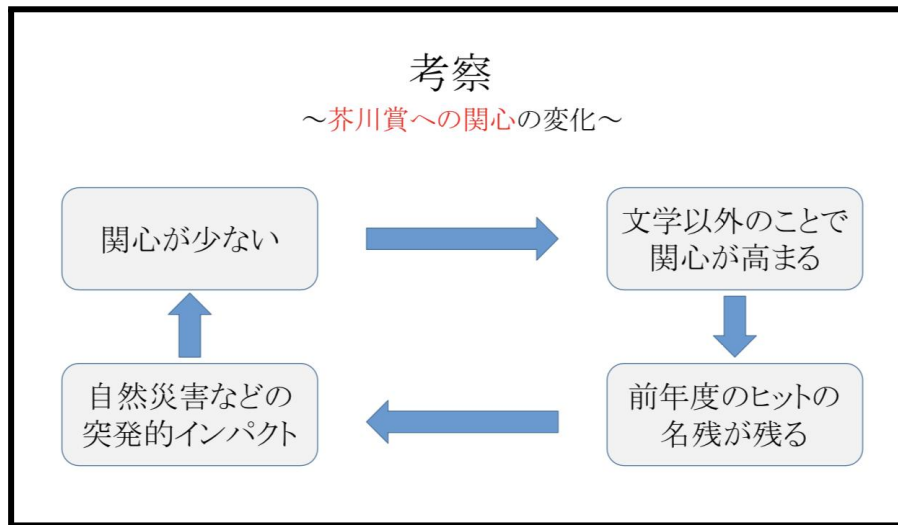 考察
～芥川賞への関心の変化～
関心が少ない
文学以外のことで
関心が高まる
前年度のヒットの
名残が残る
自然災害などの
突発的インパクト